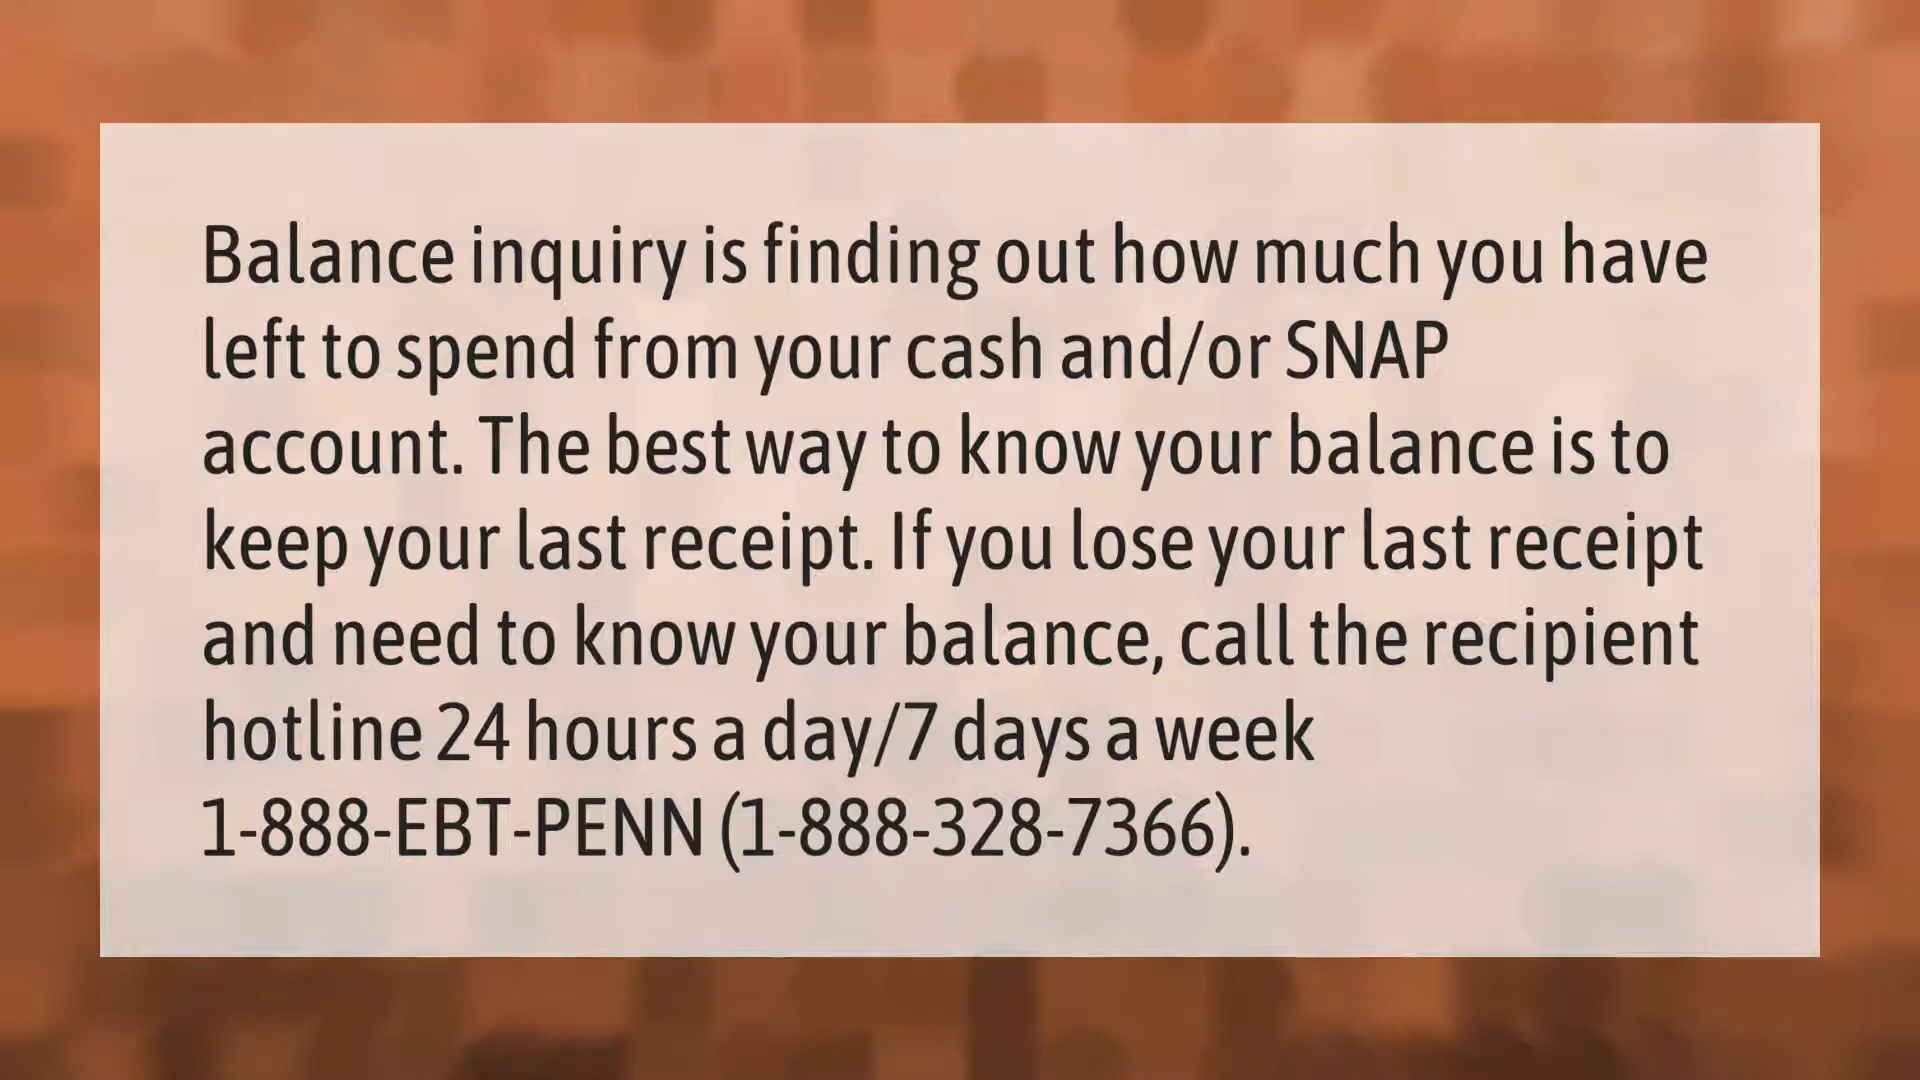 Balance inquiry is finding out how much you have
left to spend from your cash and/or SNAP
account. The best way to know your balance is to
keep your last receipt. If you lose your last receipt
and need to know your balance, call the recipient
hotline 24 hours a day/7 days a week
1-888-EBT-PENN (1-888-328-7366).